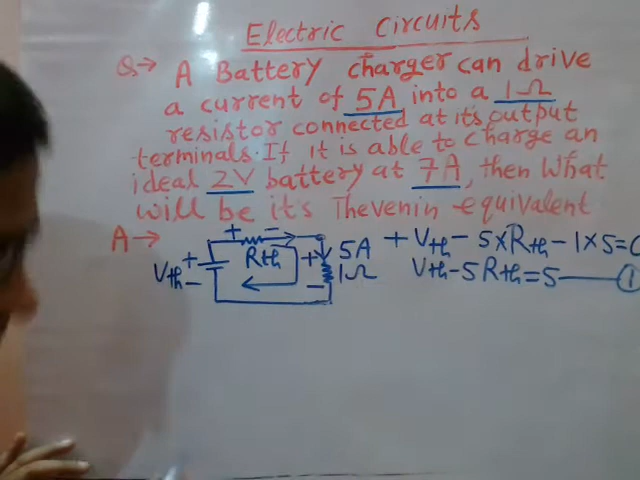 Electric Circuits
Q→ A Battery charger can drive
a current of 5A into a 1Ω
resistor connected at its output
terminals. If it is able to charge an
ideal 2V battery at 7A, then What
will be it's Thevenin equivalent
A→
+ -
Vth + - Rth + - 5A 1Ω
+ Vth - 5×Rth - 1×5=0
Vth - 5Rth = 5 — ①